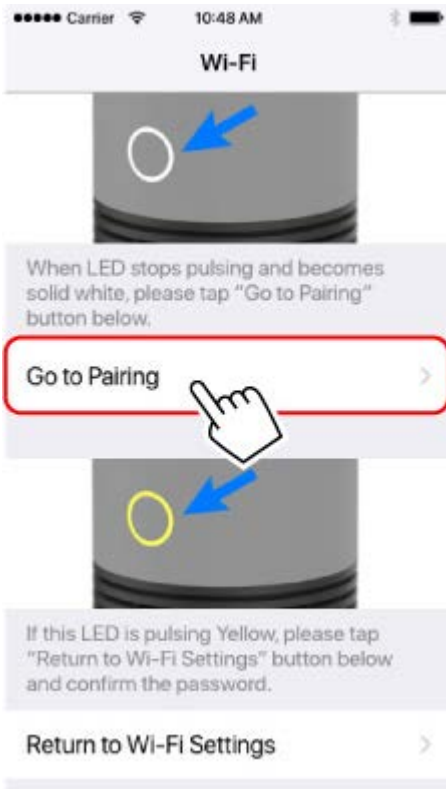 Carrier 10:48 AM
Wi-Fi
When LED stops pulsing and becomes
solid white, please tap "Go to Pairing"
button below.
Go to Pairing
If this LED is pulsing Yellow, please tap
"Return to Wi-Fi Settings" button below
and confirm the password.
Return to Wi-Fi Settings